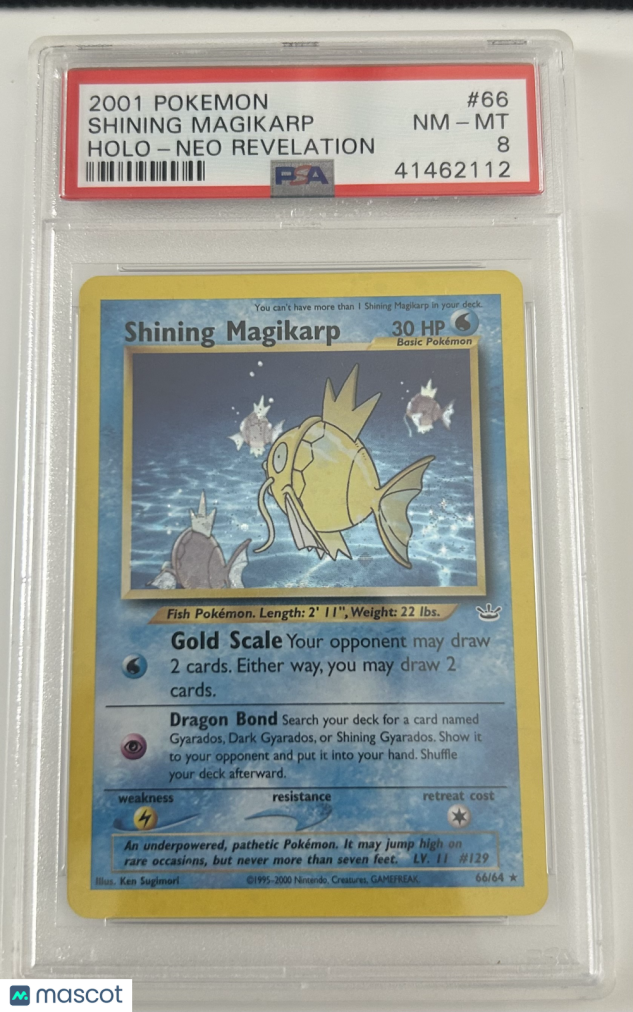 2001 POKEMON #66
SHINING MAGIKARP NM - MT
HOLO - NEO REVELATION 8
PSA 41462112
You can't have more than 1 Shining Magikarp in your deck.
Shining Magikarp 30 HP
Basic Pokémon
Fish Pokémon. Length: 2' 11", Weight: 22 lbs.
Gold Scale Your opponent may draw
2 cards. Either way, you may draw 2
cards.
Dragon Bond Search your deck for a card named
Gyarados, Dark Gyarados, or Shining Gyarados. Show it
to your opponent and put it into your hand. Shuffle
your deck afterward.
weakness resistance retreat cost
An underpowered, pathetic Pokémon. It may jump high on
rare occasions, but never more than seven feet. LV. 11 #129
Illus. Ken Sugimori ©1995-2000 Nintendo, Creatures, GAMEFREAK. 66/64 ★
mascot